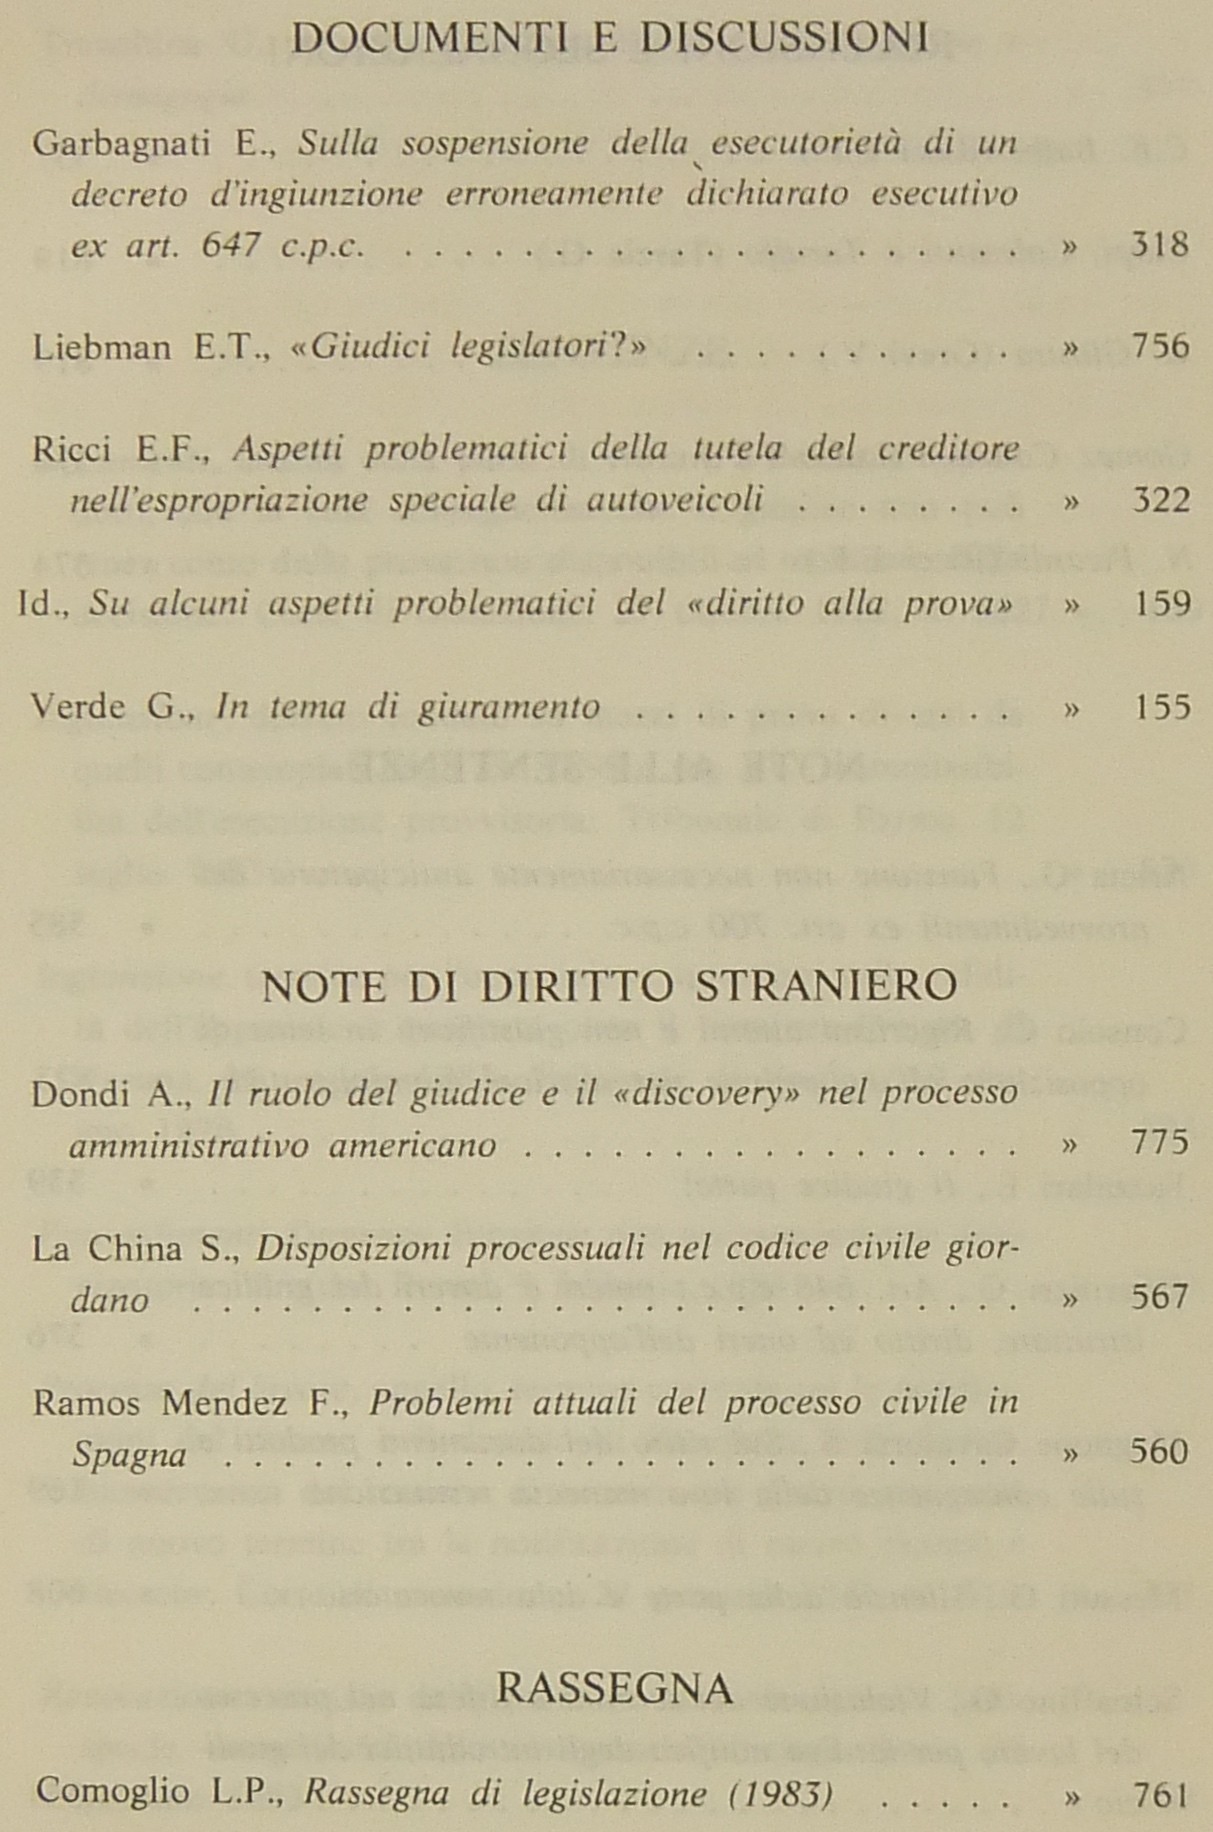 DOCUMENTI E DISCUSSIONI
Garbagnati E., Sulla sospensione della esecutorietà di un
decreto d'ingiunzione erroneamente dichiarato esecutivo
ex art. 647 c.p.c. . . . . . . . . . . . . . . . . . . . . . » 318
Liebman E.T., «Giudici legislatori?» . . . . . . . . . . . » 756
Ricci E.F., Aspetti problematici della tutela del creditore
nell'espropriazione speciale di autoveicoli . . . . . . . . » 322
Id., Su alcuni aspetti problematici del «diritto alla prova» » 159
Verde G., In tema di giuramento . . . . . . . . . . . . . » 155
NOTE DI DIRITTO STRANIERO
Dondi A., Il ruolo del giudice e il «discovery» nel processo
amministrativo americano . . . . . . . . . . . . . . . . . » 775
La China S., Disposizioni processuali nel codice civile gior-
dano . . . . . . . . . . . . . . . . . . . . . . . . . . . . » 567
Ramos Mendez F., Problemi attuali del processo civile in
Spagna . . . . . . . . . . . . . . . . . . . . . . . . . . . » 560
RASSEGNA
Comoglio L.P., Rassegna di legislazione (1983) . . . . . » 761